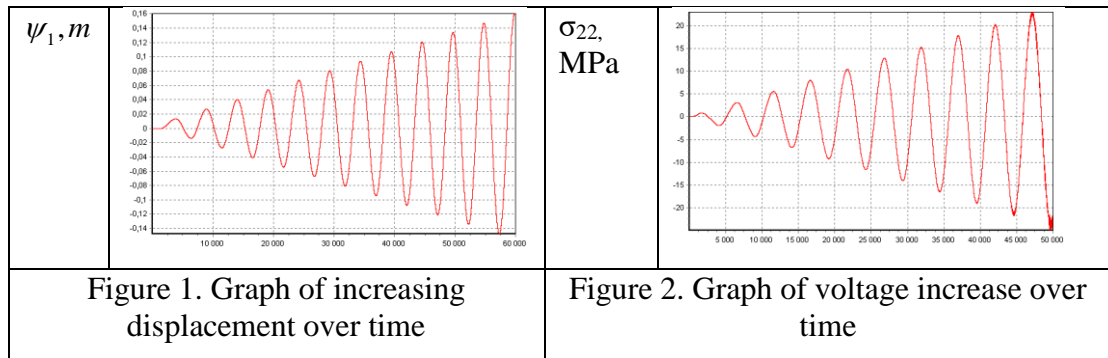 ψ₁,m
0,16
0,14
0,12
0,1
0,08
0,06
0,04
0,02
0
-0,02
-0,04
-0,06
-0,08
-0,1
-0,12
-0,14
10 000 20 000 30 000 40 000 50 000 60 000
σ₂₂,
MPa
20
15
10
5
0
-5
-10
-15
-20
5 000 10 000 15 000 20 000 25 000 30 000 35 000 40 000 45 000 50 000
Figure 1. Graph of increasing
displacement over time
Figure 2. Graph of voltage increase over
time